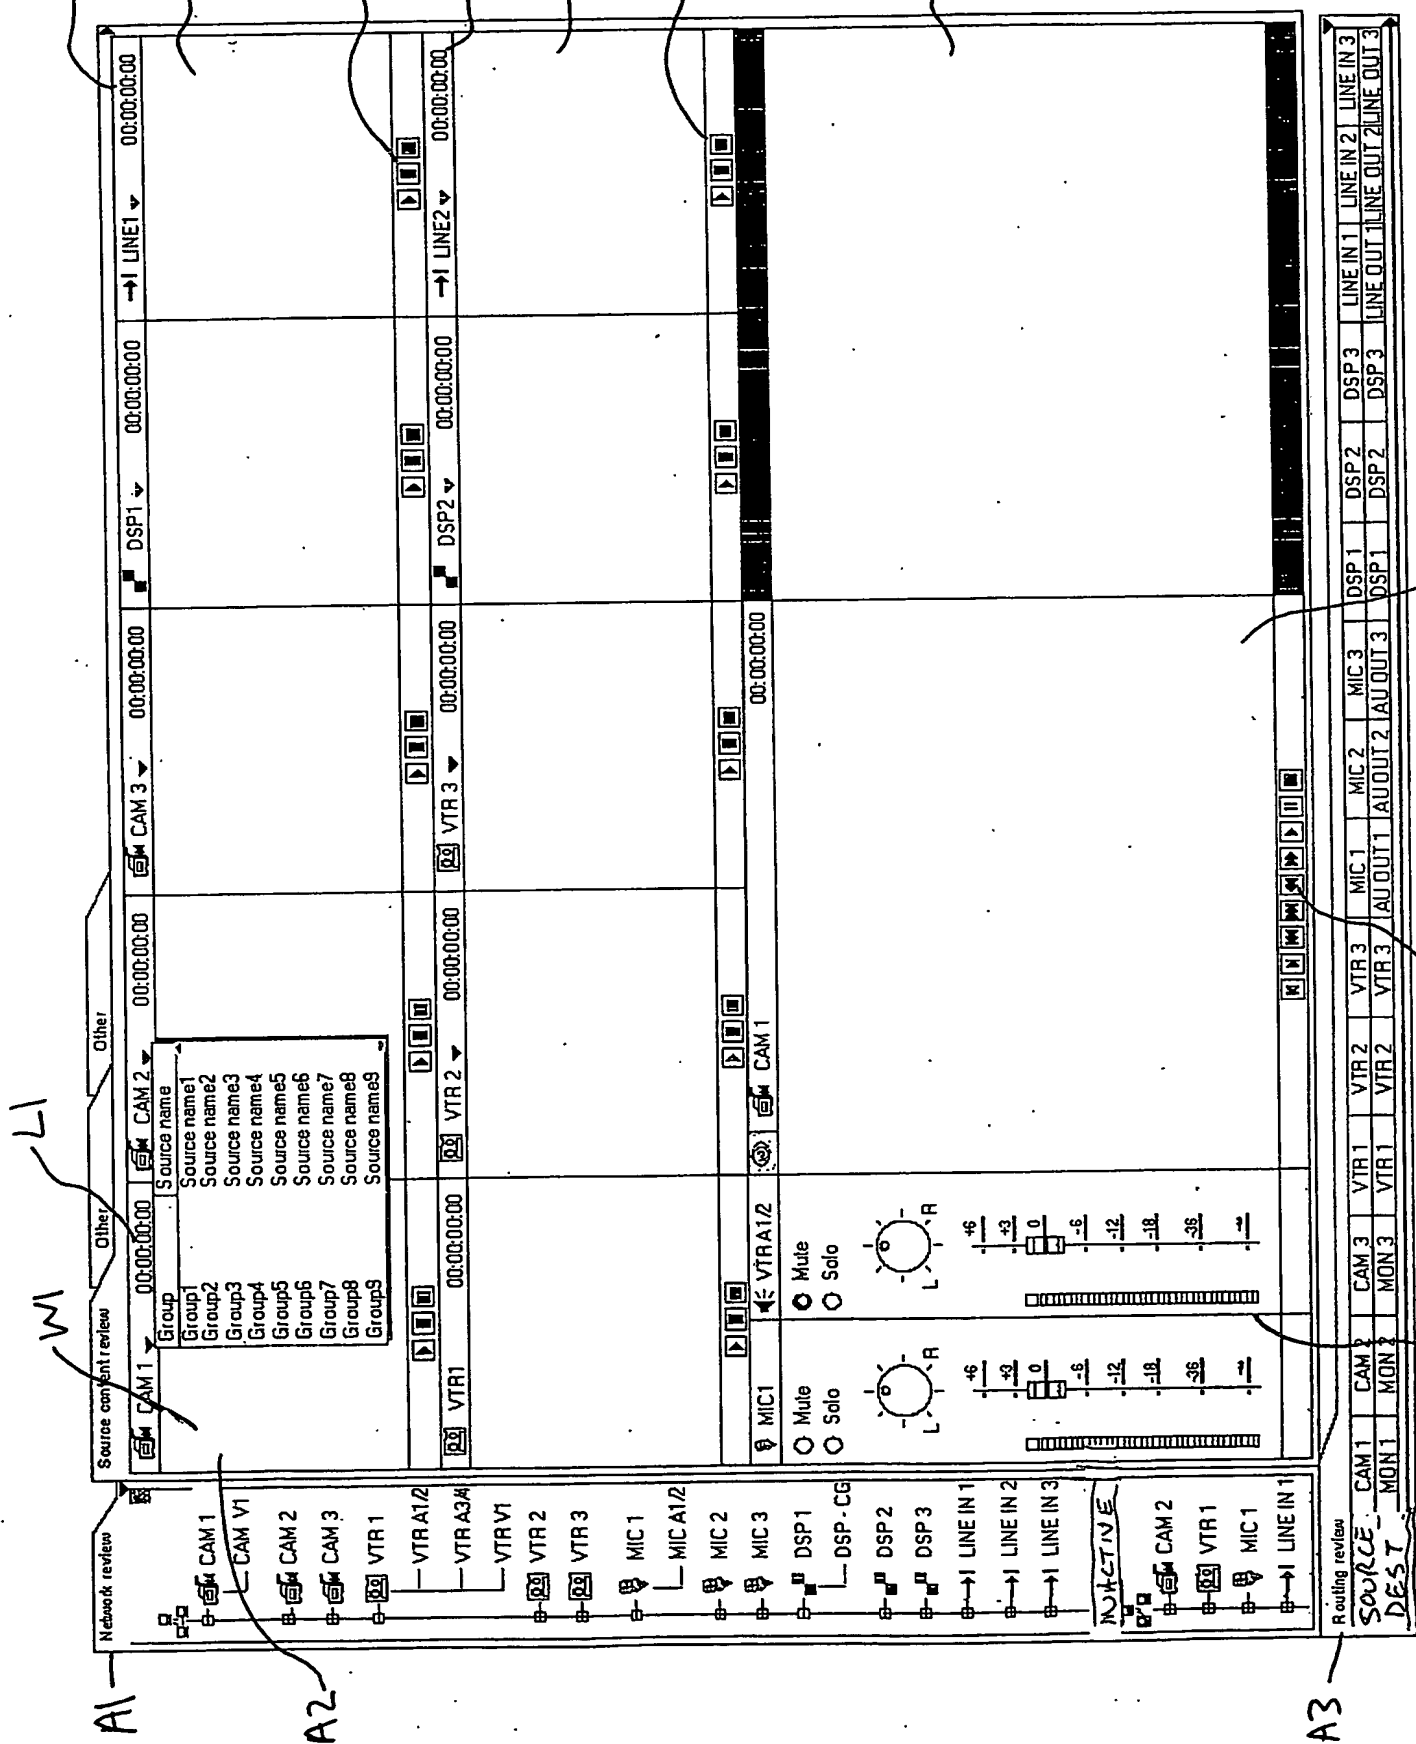 A1
Network review
CAM 1
CAM V1
CAM 2
CAM 3
VTR 1
VTRA1/2
VTRA3/4
VTRV1
VTR 2
VTR 3
MIC 1
MIC A1/2
MIC 2
MIC 3
DSP 1
DSP - CG
DSP 2
DSP 3
LINE IN 1
LINE IN 2
LINE IN 3
INACTIVE
CAM 2
VTR 1
MIC 1
LINE IN 1
A2
W1
L1
Source content review Other Other
CAM 1 00:00:00:00 CAM 2 00:00:00:00 CAM 3 00:00:00:00 DSP1 00:00:00:00 LINE1 00:00:00:00
Group Source name
Group1 Source name1
Group2 Source name2
Group3 Source name3
Group4 Source name4
Group5 Source name5
Group6 Source name6
Group7 Source name7
Group8 Source name8
Group9 Source name9
VTR1 00:00:00:00 VTR 2 00:00:00:00 VTR 3 00:00:00:00 DSP2 00:00:00:00 LINE2 00:00:00:00
MIC1 VTRA1/2 CAM 1 00:00:00:00
Mute Mute
Solo Solo
L R L R
+6 +6
+3 +3
0 0
-6 -6
-12 -12
-18 -18
-36 -36
-∞ -∞
A3
Routing review
SOURCE CAM 1 CAM 2 CAM 3 VTR 1 VTR 2 VTR 3 MIC 1 MIC 2 MIC 3 DSP 1 DSP 2 DSP 3 LINE IN 1 LINE IN 2 LINE IN 3
DEST MON 1 MON 2 MON 3 VTR 1 VTR 2 VTR 3 AU OUT 1 AU OUT 2 AU OUT 3 DSP 1 DSP 2 DSP 3 LINE OUT 1 LINE OUT 2 LINE OUT 3